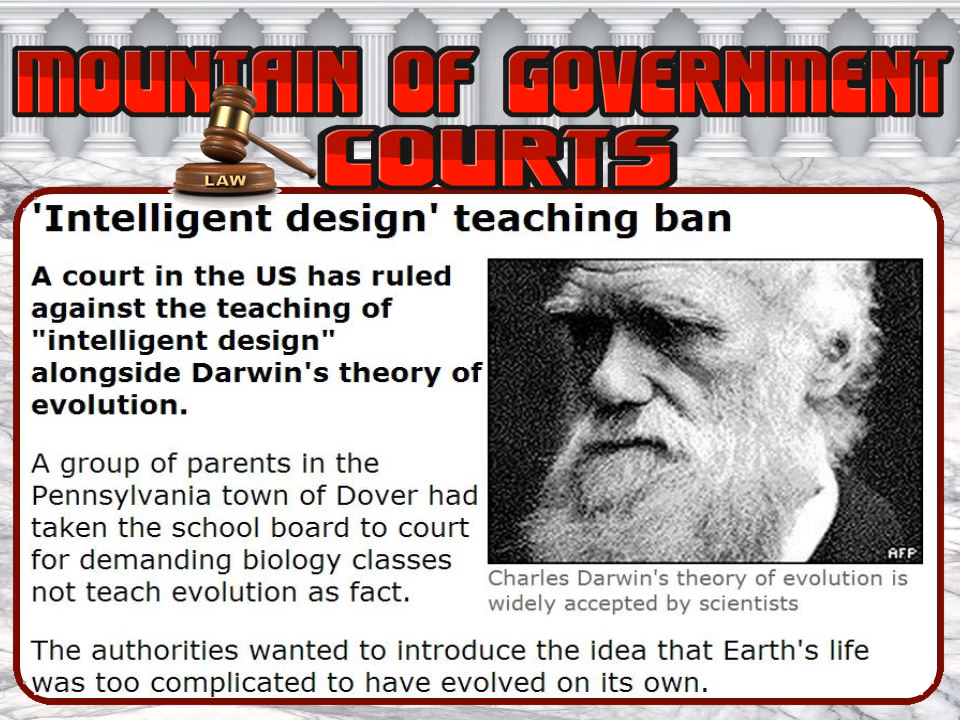 MOUNTAIN OF GOVERNMENT
COURTS
LAW
'Intelligent design' teaching ban
A court in the US has ruled
against the teaching of
"intelligent design"
alongside Darwin's theory of
evolution.
A group of parents in the
Pennsylvania town of Dover had
taken the school board to court
for demanding biology classes
not teach evolution as fact.
AFP
Charles Darwin's theory of evolution is
widely accepted by scientists
The authorities wanted to introduce the idea that Earth's life
was too complicated to have evolved on its own.